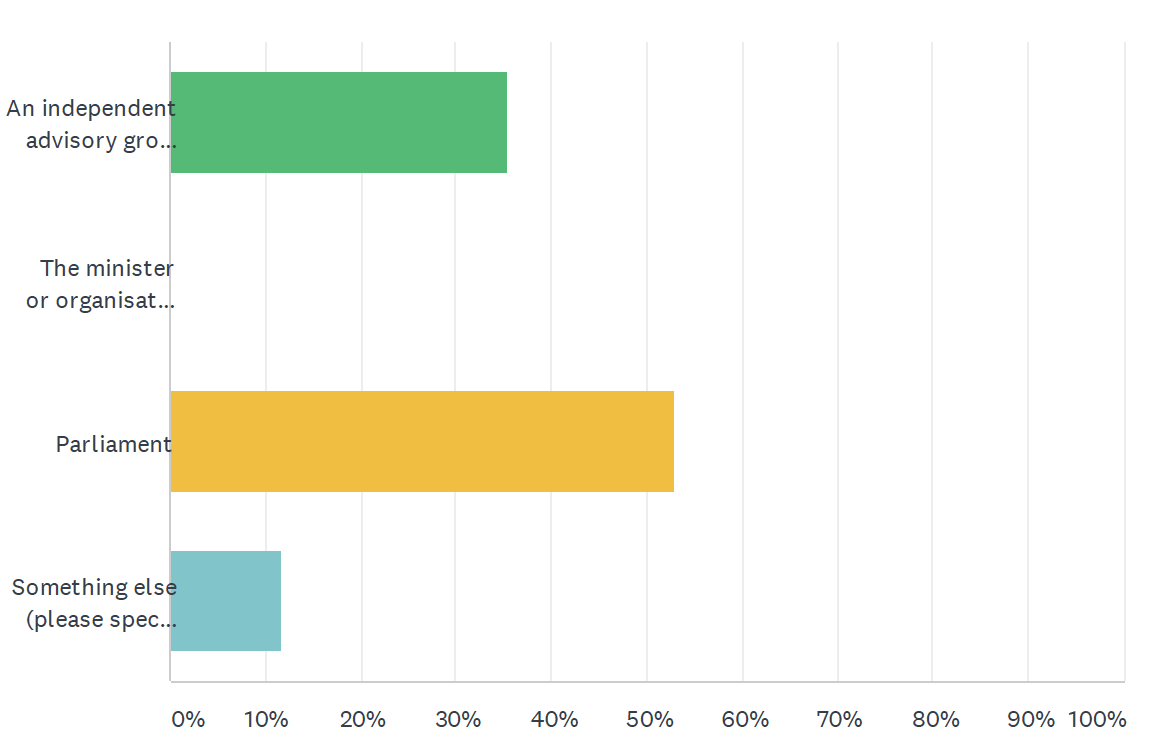 An independent
advisory gro...
The minister
or organisat...
Parliament
Something else
(please spec...
0% 10% 20% 30% 40% 50% 60% 70% 80% 90% 100%